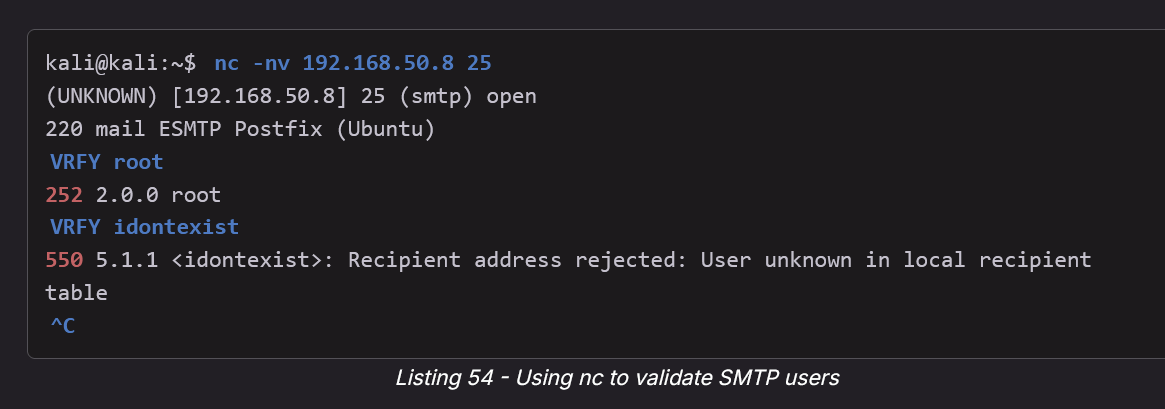 kali@kali:~$ nc -nv 192.168.50.8 25
(UNKNOWN) [192.168.50.8] 25 (smtp) open
220 mail ESMTP Postfix (Ubuntu)
VRFY root
252 2.0.0 root
VRFY idontexist
550 5.1.1 <idontexist>: Recipient address rejected: User unknown in local recipient
table
^C
Listing 54 - Using nc to validate SMTP users